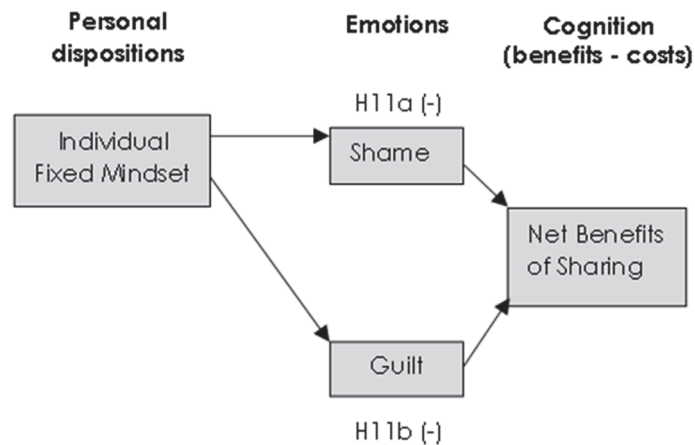 Personal
dispositions
Emotions
Cognition
(benefits - costs)
H11a (-)
Individual
Fixed Mindset
Shame
Net Benefits
of Sharing
Guilt
H11b (-)